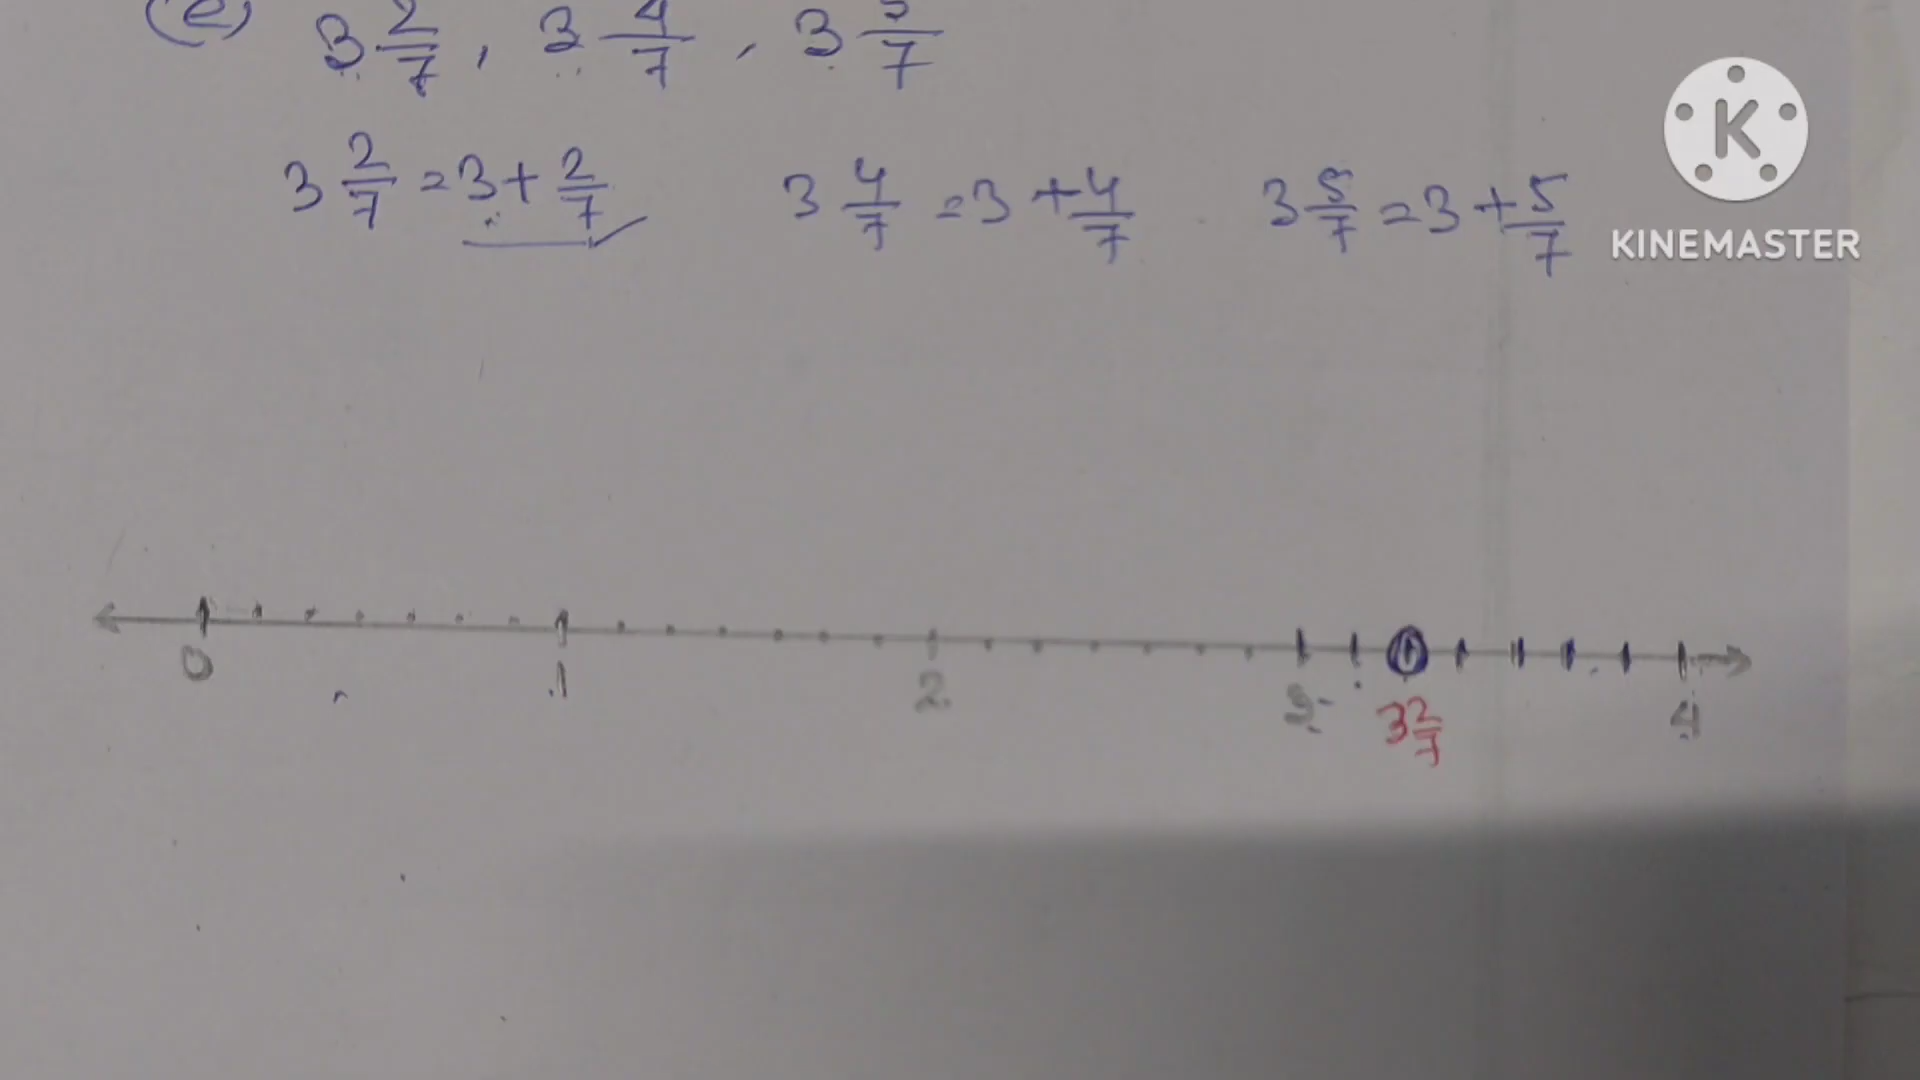 (e) 3 2/7, 3 4/7, 3 5/7
3 2/7 = 3 + 2/7 3 4/7 = 3 + 4/7 3 5/7 = 3 + 5/7
K
KINEMASTER
0 1 2 3 3 2/7 4